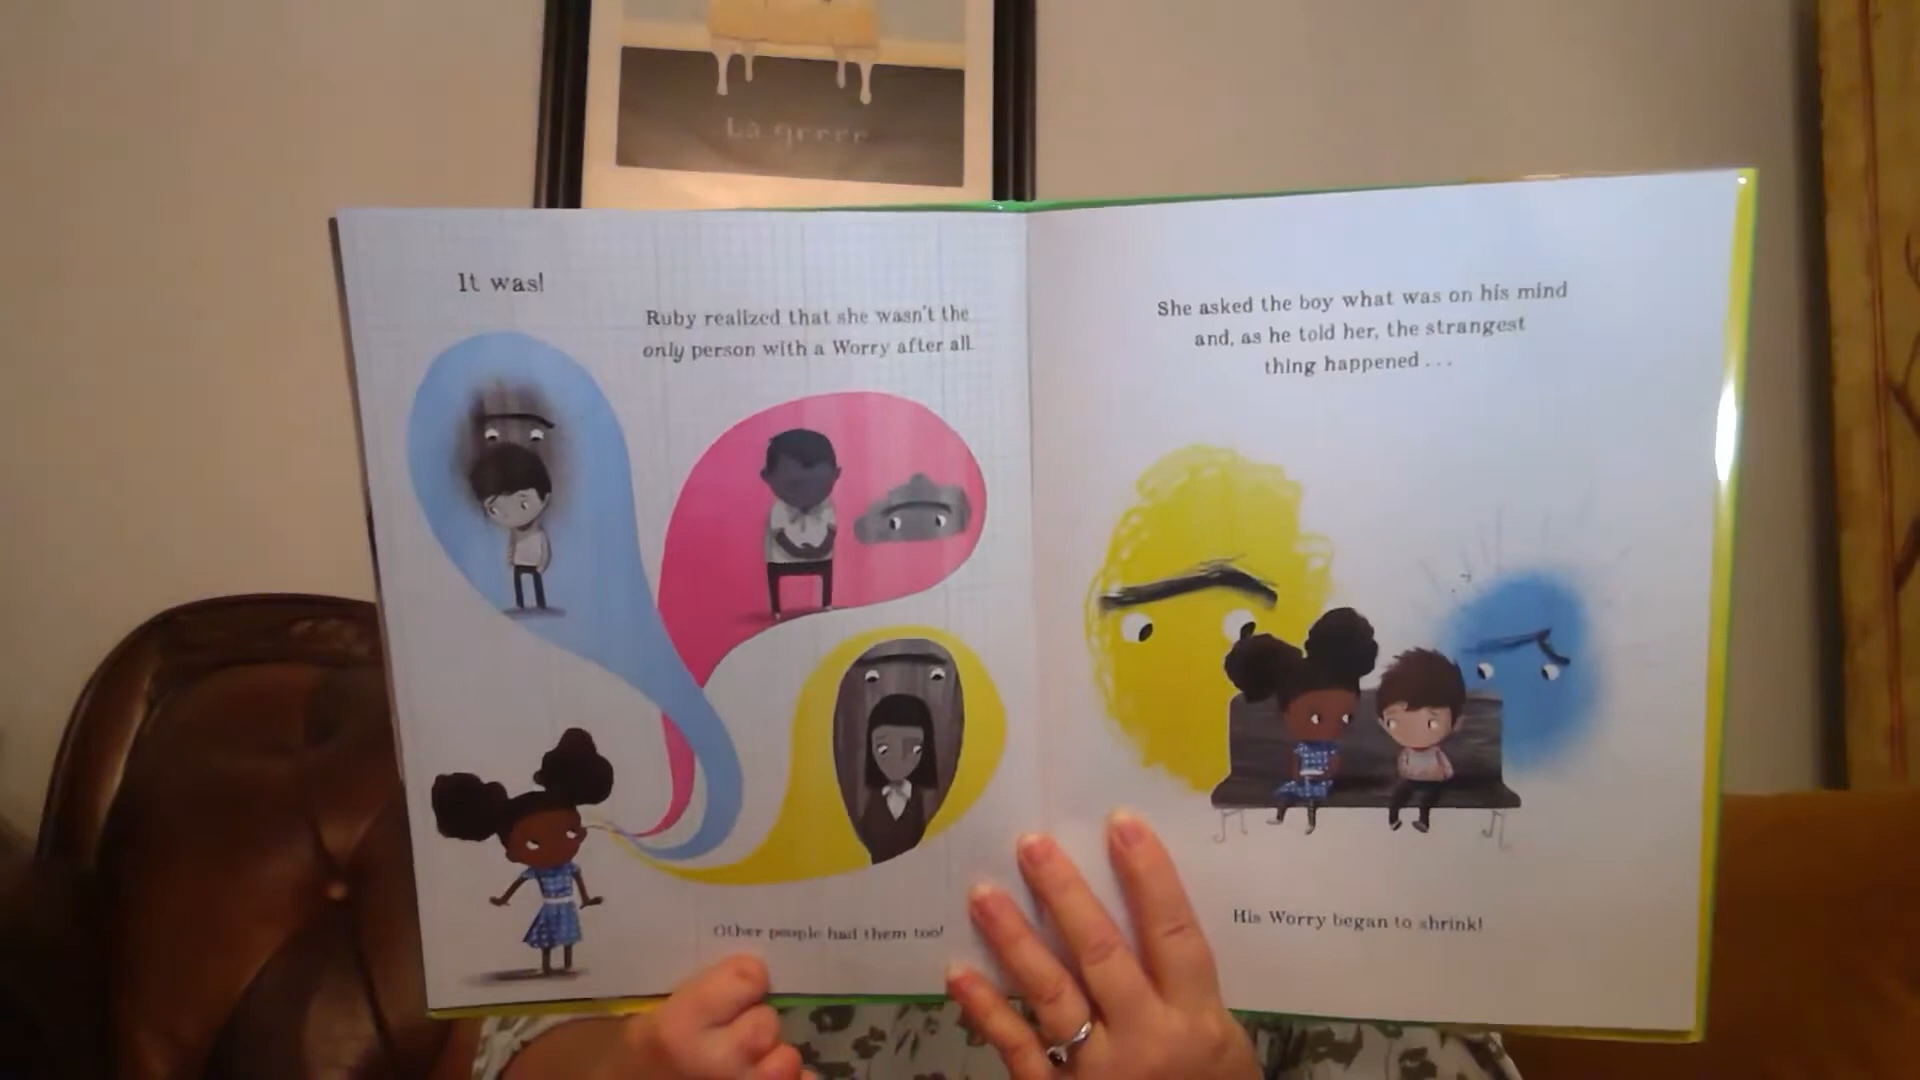 It was!
Ruby realized that she wasn't the
only person with a Worry after all.
Other people had them too!
She asked the boy what was on his mind
and, as he told her, the strangest
thing happened . . .
His Worry began to shrink!